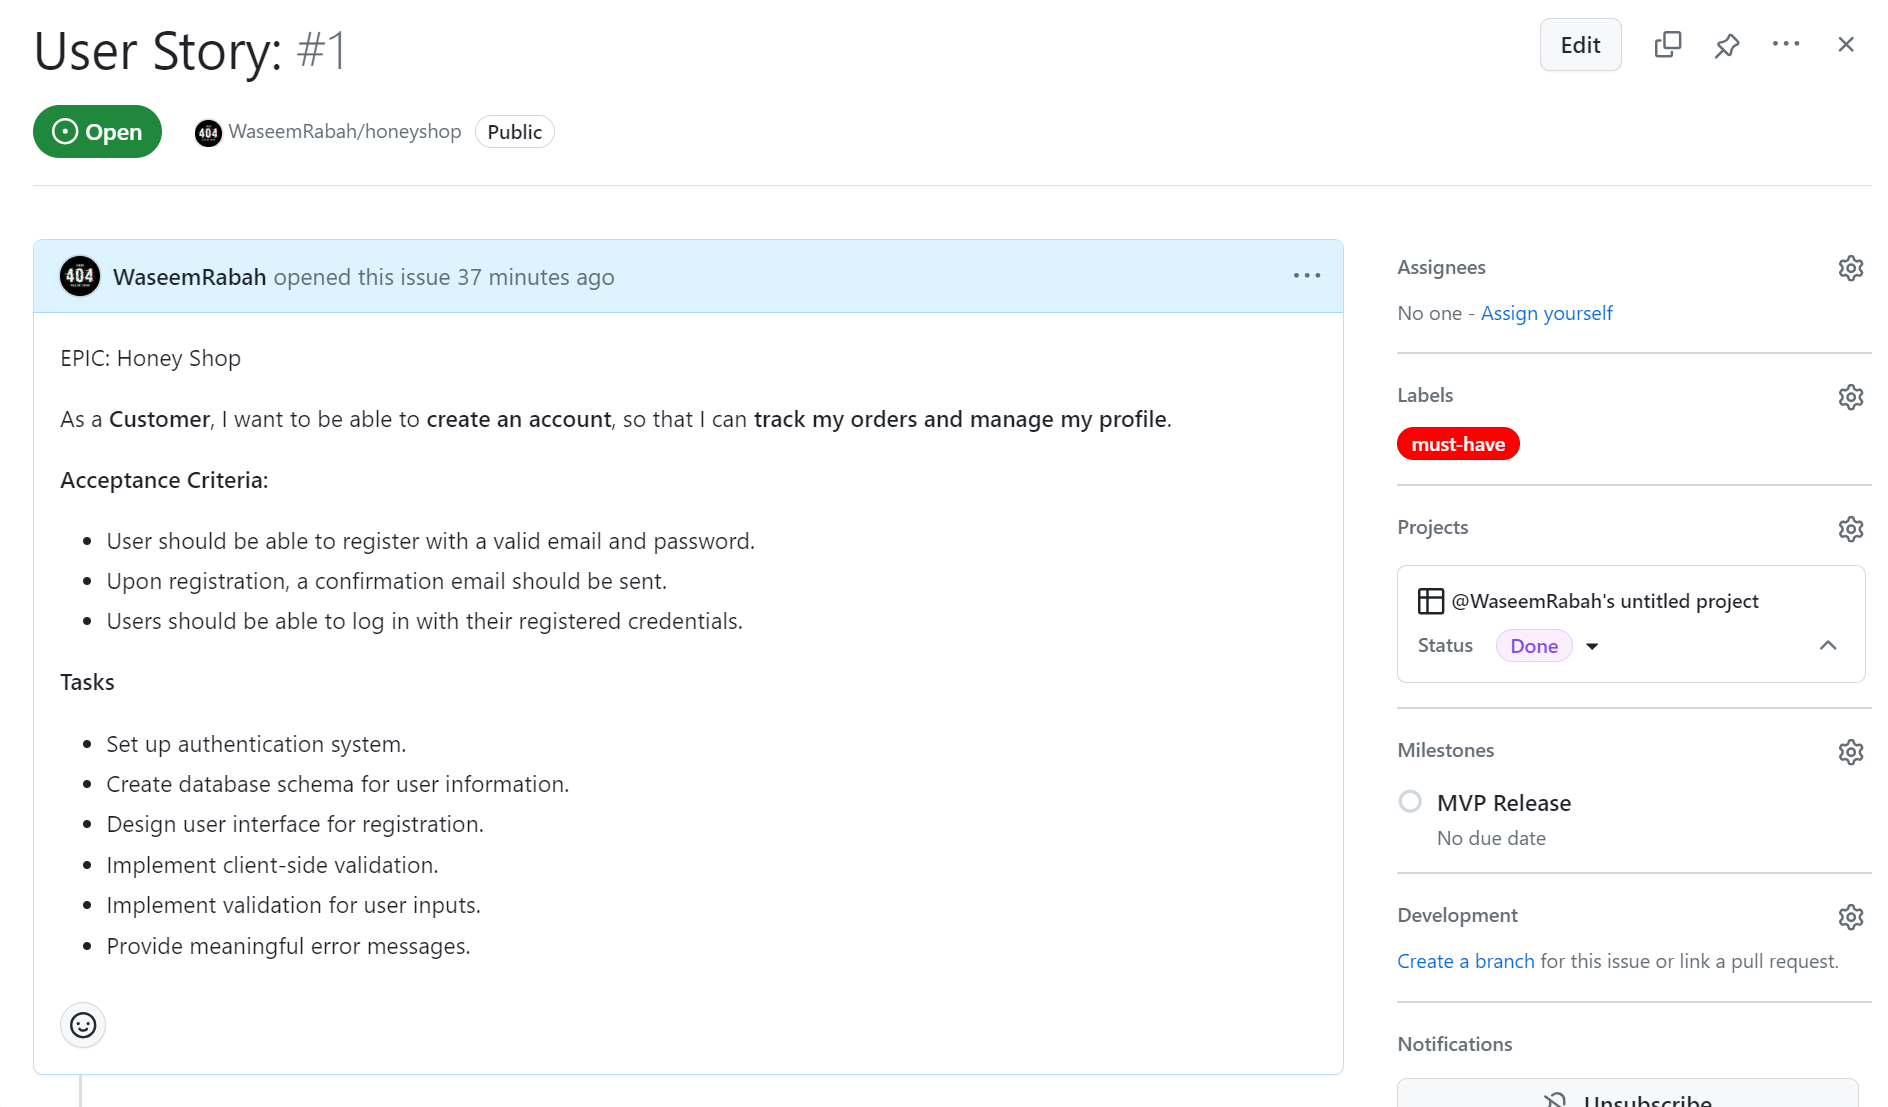 User Story: #1
Edit
Open
404
WaseemRabah/honeyshop
Public
404
WaseemRabah opened this issue 37 minutes ago
EPIC: Honey Shop
As a Customer, I want to be able to create an account, so that I can track my orders and manage my profile.
Acceptance Criteria:
User should be able to register with a valid email and password.
Upon registration, a confirmation email should be sent.
Users should be able to log in with their registered credentials.
Tasks
Set up authentication system.
Create database schema for user information.
Design user interface for registration.
Implement client-side validation.
Implement validation for user inputs.
Provide meaningful error messages.
Assignees
No one - Assign yourself
Labels
must-have
Projects
@WaseemRabah's untitled project
Status Done
Milestones
MVP Release
No due date
Development
Create a branch for this issue or link a pull request.
Notifications
Unsubscribe